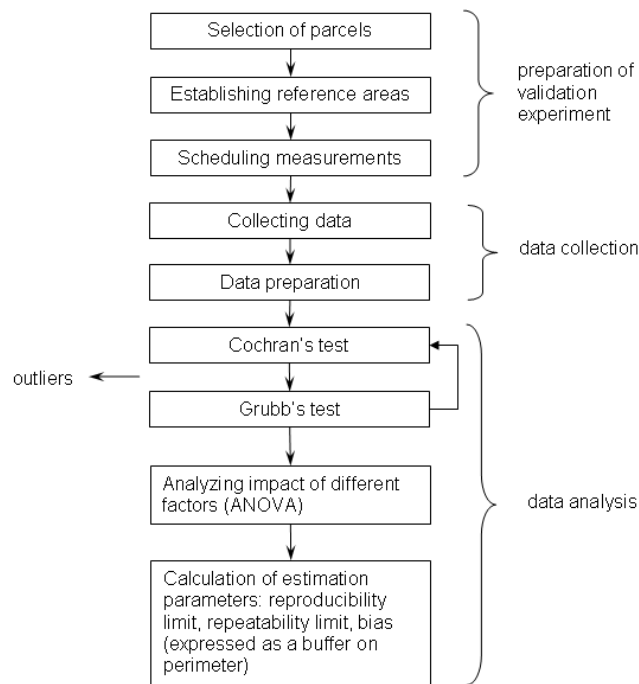 Selection of parcels
Establishing reference areas
Scheduling measurements
preparation of
validation
experiment
Collecting data
Data preparation
data collection
Cochran's test
outliers
Grubb's test
Analyzing impact of different
factors (ANOVA)
data analysis
Calculation of estimation
parameters: reproducibility
limit, repeatability limit, bias
(expressed as a buffer on
perimeter)